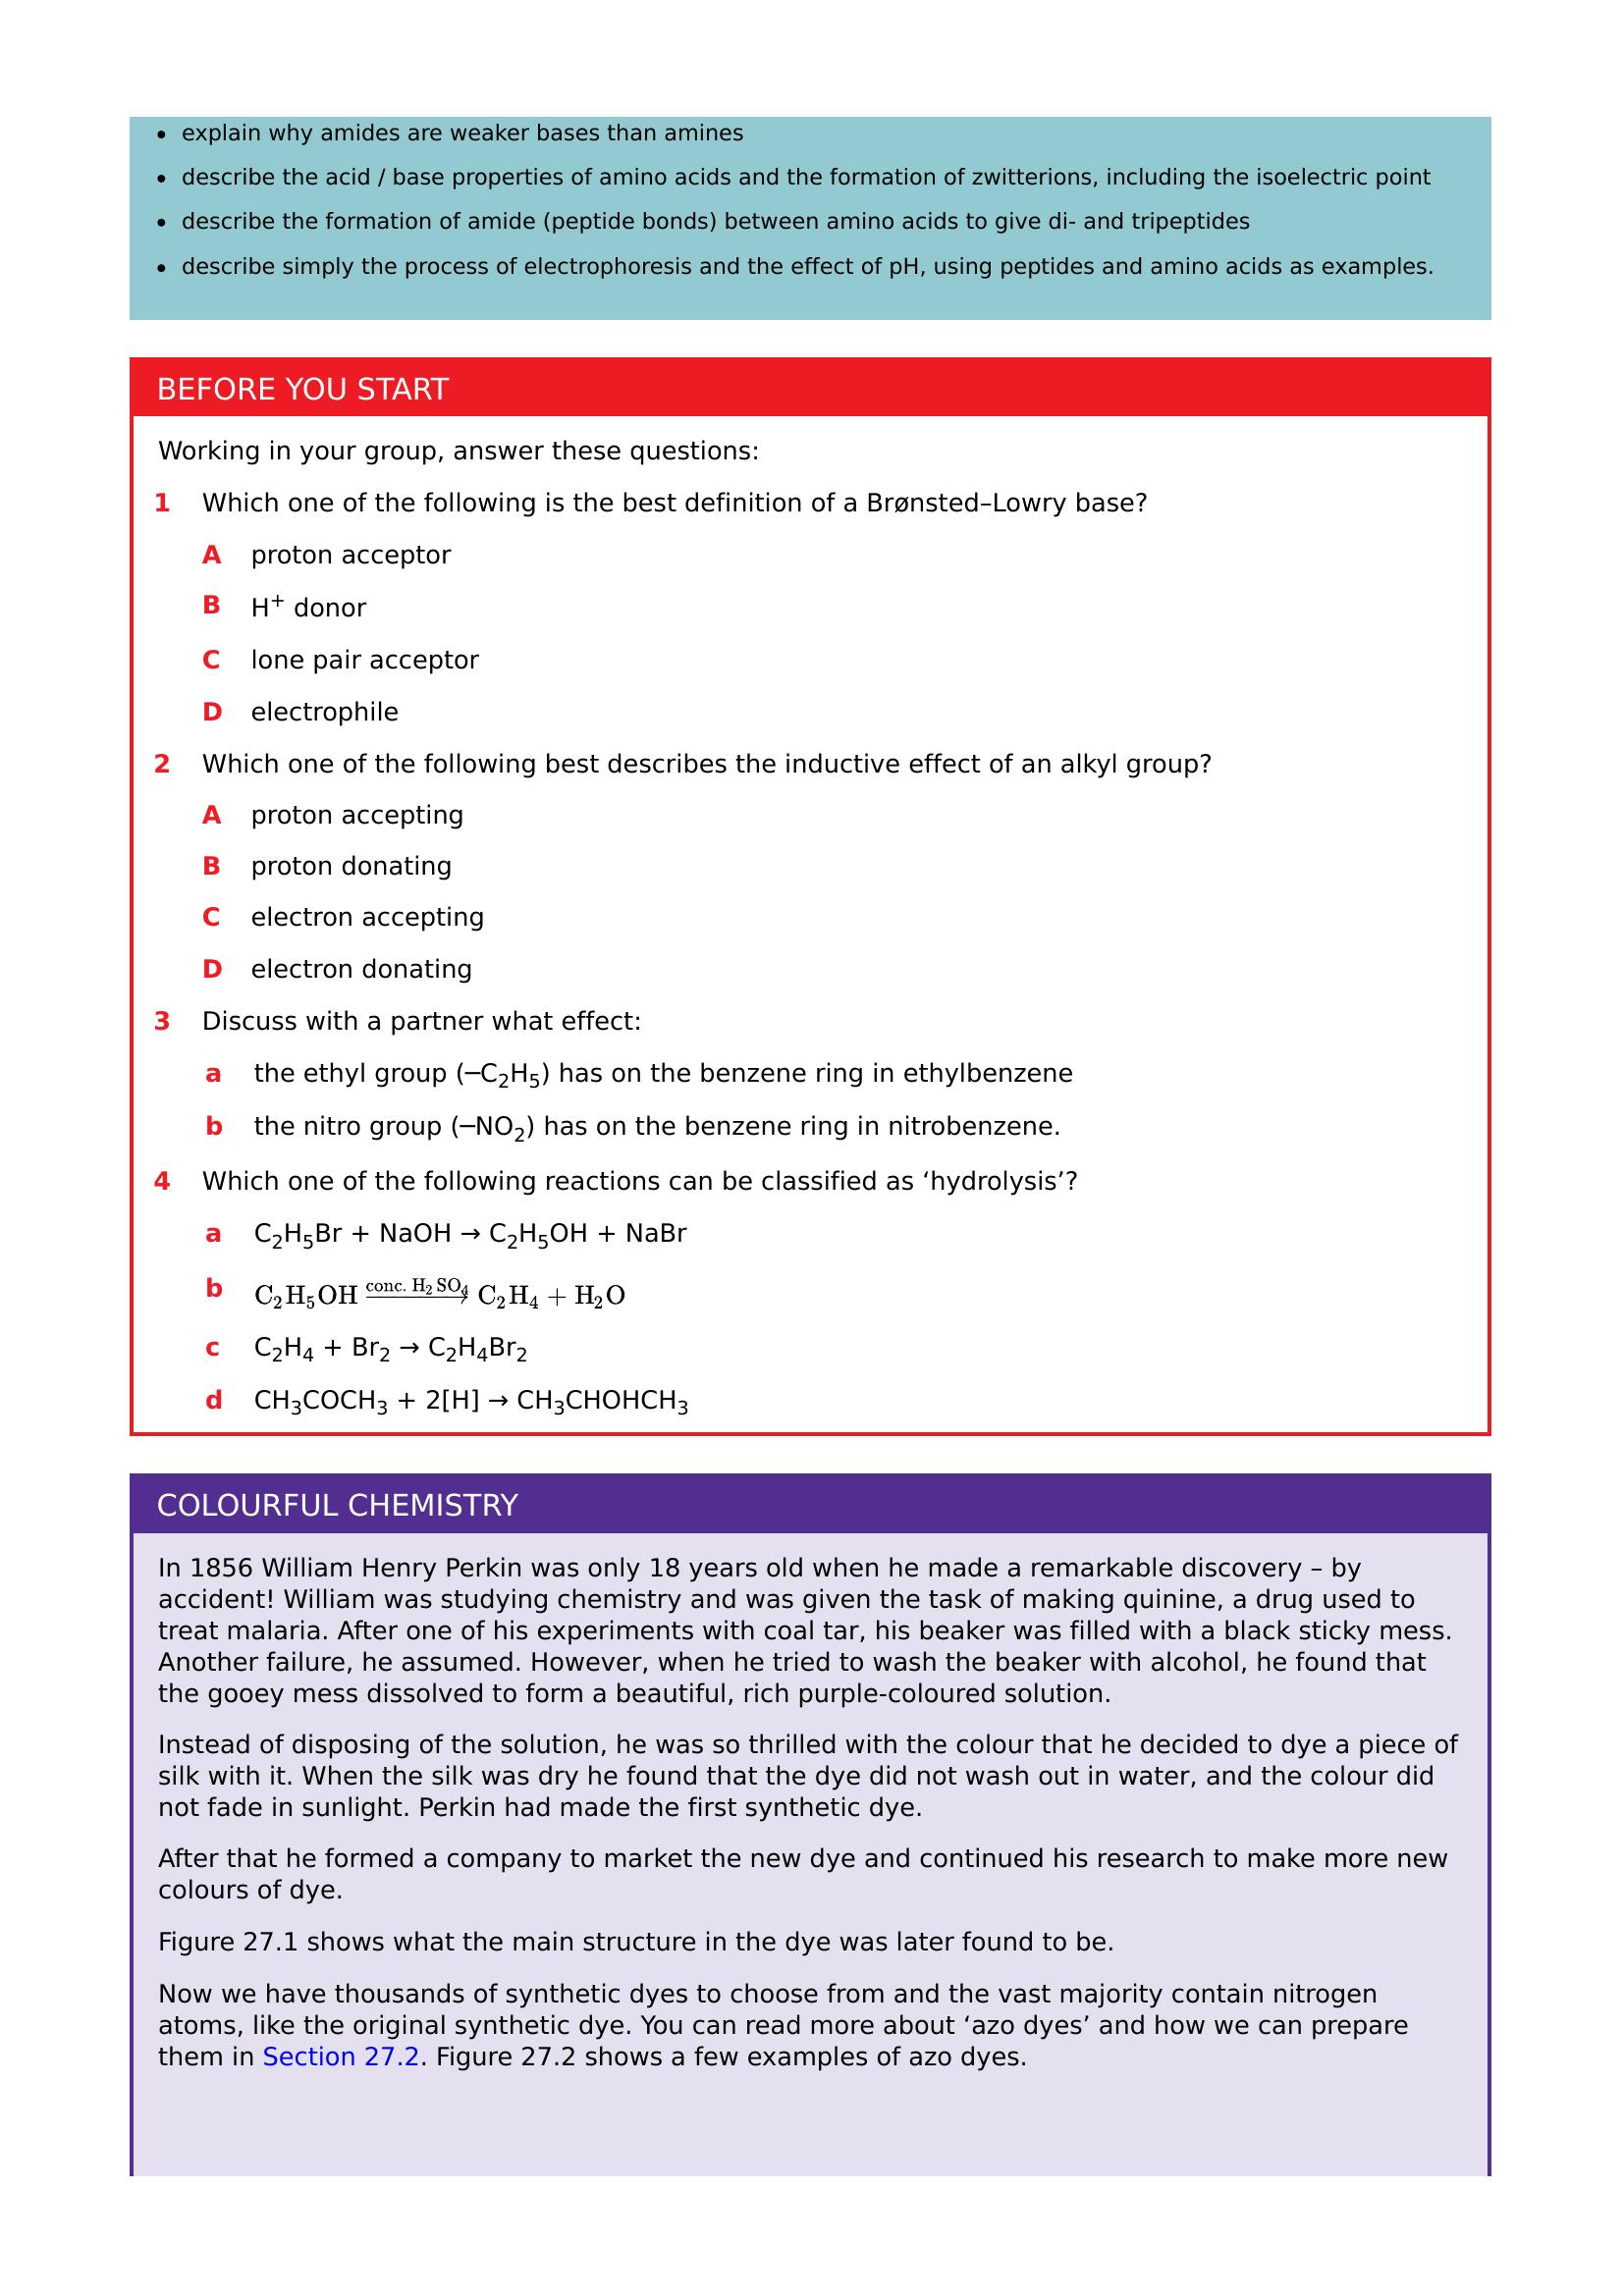 • explain why amides are weaker bases than amines
• describe the acid / base properties of amino acids and the formation of zwitterions, including the isoelectric point
• describe the formation of amide (peptide bonds) between amino acids to give di- and tripeptides
• describe simply the process of electrophoresis and the effect of pH, using peptides and amino acids as examples.
BEFORE YOU START
Working in your group, answer these questions:
1 Which one of the following is the best definition of a Brønsted–Lowry base?
A proton acceptor
B H⁺ donor
C lone pair acceptor
D electrophile
2 Which one of the following best describes the inductive effect of an alkyl group?
A proton accepting
B proton donating
C electron accepting
D electron donating
3 Discuss with a partner what effect:
a the ethyl group (─C₂H₅) has on the benzene ring in ethylbenzene
b the nitro group (─NO₂) has on the benzene ring in nitrobenzene.
4 Which one of the following reactions can be classified as ‘hydrolysis’?
a C₂H₅Br + NaOH → C₂H₅OH + NaBr
b C₂H₅OH conc. H₂SO₄ → C₂H₄ + H₂O
c C₂H₄ + Br₂ → C₂H₄Br₂
d CH₃COCH₃ + 2[H] → CH₃CHOHCH₃
COLOURFUL CHEMISTRY
In 1856 William Henry Perkin was only 18 years old when he made a remarkable discovery – by
accident! William was studying chemistry and was given the task of making quinine, a drug used to
treat malaria. After one of his experiments with coal tar, his beaker was filled with a black sticky mess.
Another failure, he assumed. However, when he tried to wash the beaker with alcohol, he found that
the gooey mess dissolved to form a beautiful, rich purple-coloured solution.
Instead of disposing of the solution, he was so thrilled with the colour that he decided to dye a piece of
silk with it. When the silk was dry he found that the dye did not wash out in water, and the colour did
not fade in sunlight. Perkin had made the first synthetic dye.
After that he formed a company to market the new dye and continued his research to make more new
colours of dye.
Figure 27.1 shows what the main structure in the dye was later found to be.
Now we have thousands of synthetic dyes to choose from and the vast majority contain nitrogen
atoms, like the original synthetic dye. You can read more about ‘azo dyes’ and how we can prepare
them in Section 27.2. Figure 27.2 shows a few examples of azo dyes.